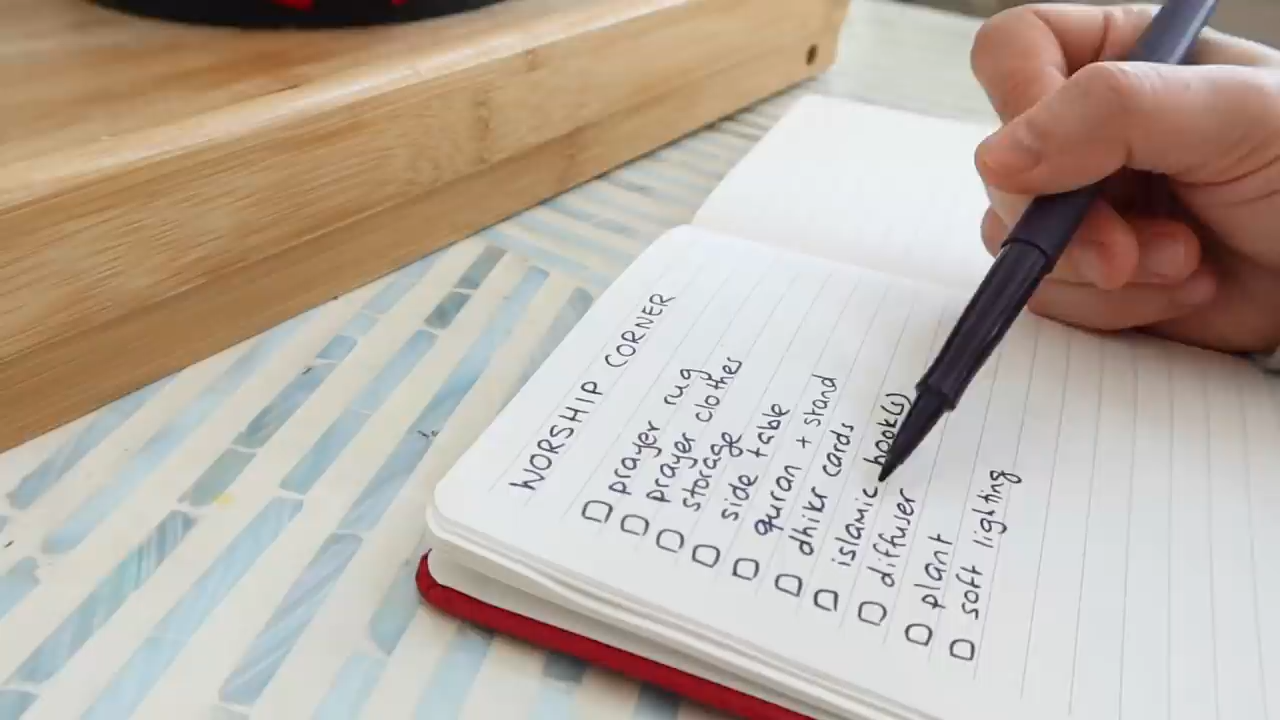 WORSHIP CORNER
prayer rug
prayer clothes
storage
side table
quran + stand
dhikr cards
islamic book(s)
diffuser
plant
soft lighting